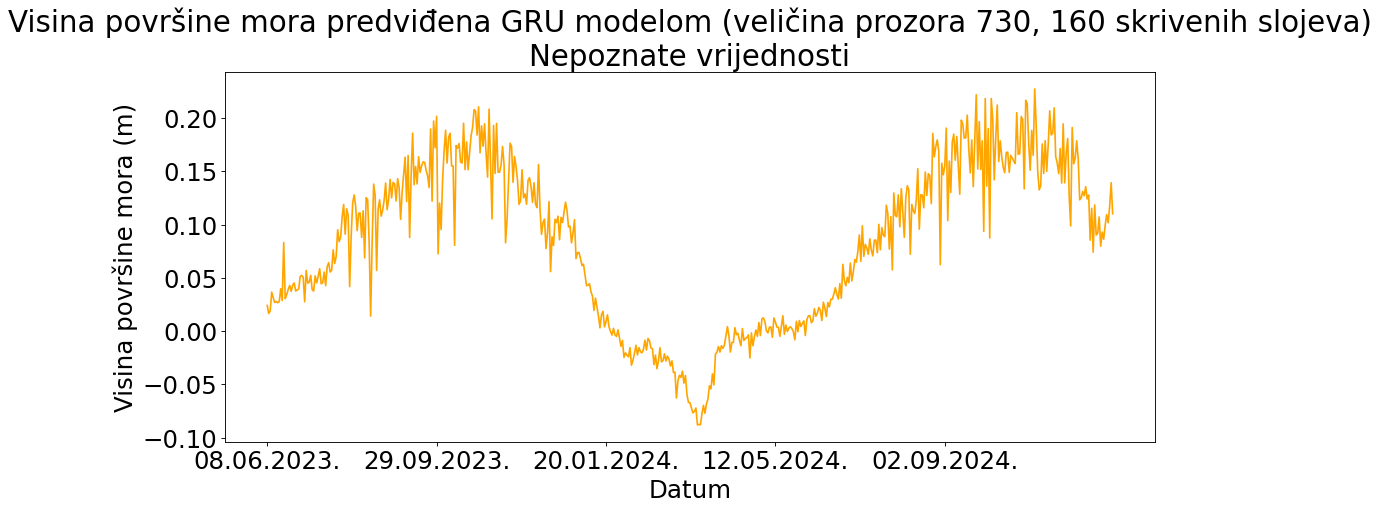 Visina površine mora predviđena GRU modelom (veličina prozora 730, 160 skrivenih slojeva)
Nepoznate vrijednosti
Visina površine mora (m)
0.20
0.15
0.10
0.05
0.00
−0.05
−0.10
08.06.2023. 29.09.2023. 20.01.2024. 12.05.2024. 02.09.2024.
Datum